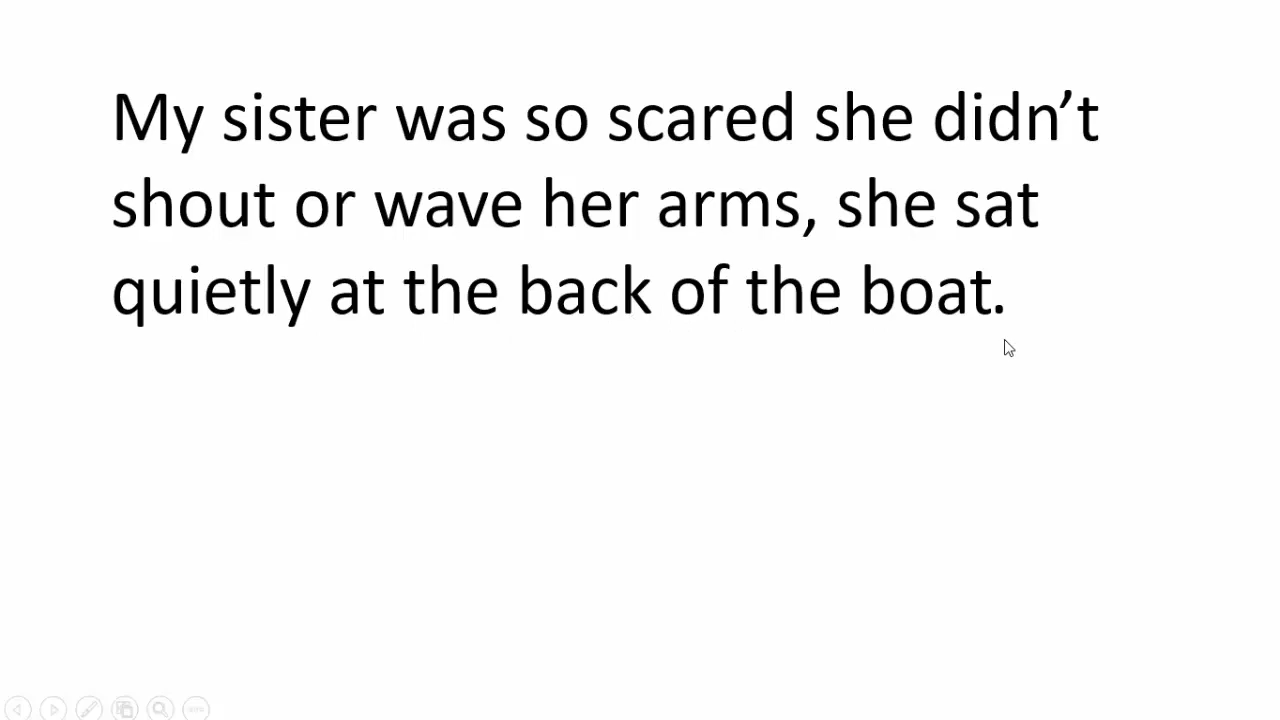 My sister was so scared she didn’t
shout or wave her arms, she sat
quietly at the back of the boat.